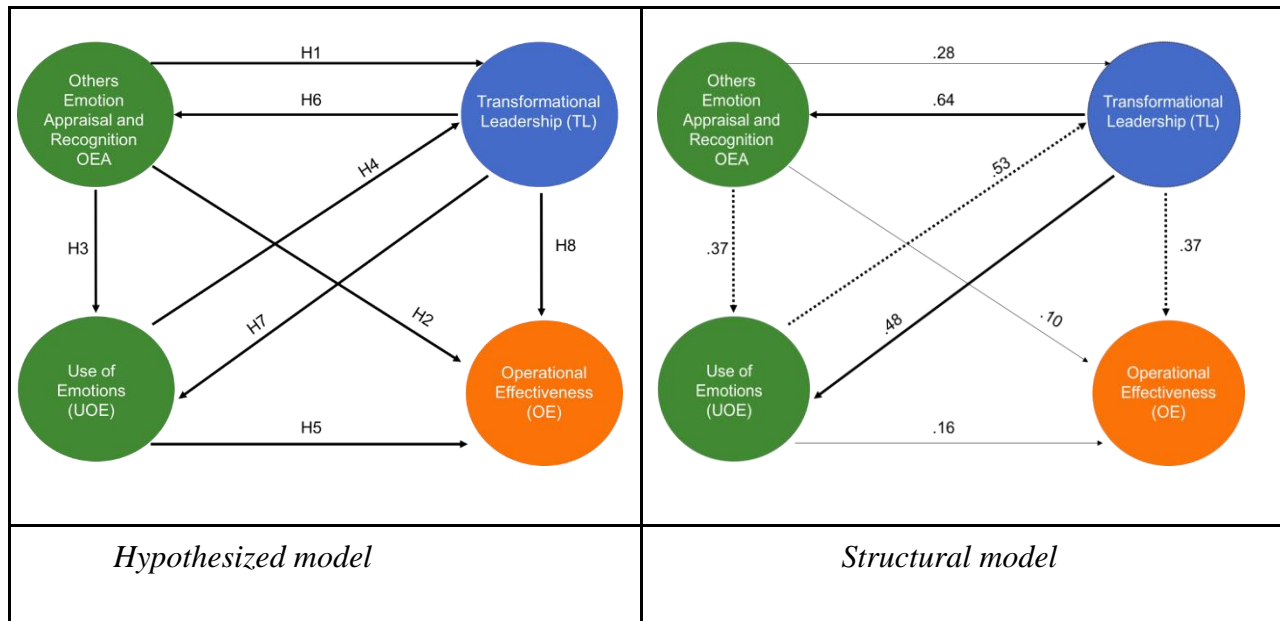 H1
Others
Emotion
Appraisal and
Recognition
OEA
H6
Transformational
Leadership (TL)
H4
H3
H8
H7
H2
Use of
Emotions
(UOE)
Operational
Effectiveness
(OE)
H5
Hypothesized model
.28
Others
Emotion
Appraisal and
Recognition
OEA
.64
Transformational
Leadership (TL)
.53
.37
.37
.48
.10
Use of
Emotions
(UOE)
Operational
Effectiveness
(OE)
.16
Structural model